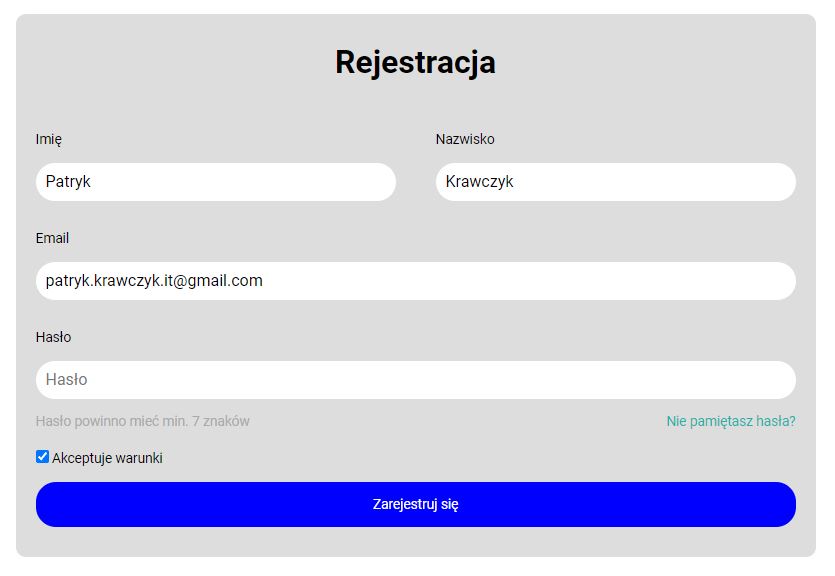 Rejestracja
Imię Nazwisko
Patryk Krawczyk
Email
patryk.krawczyk.it@gmail.com
Hasło
Hasło
Hasło powinno mieć min. 7 znaków Nie pamiętasz hasła?
Akceptuje warunki
Zarejestruj się